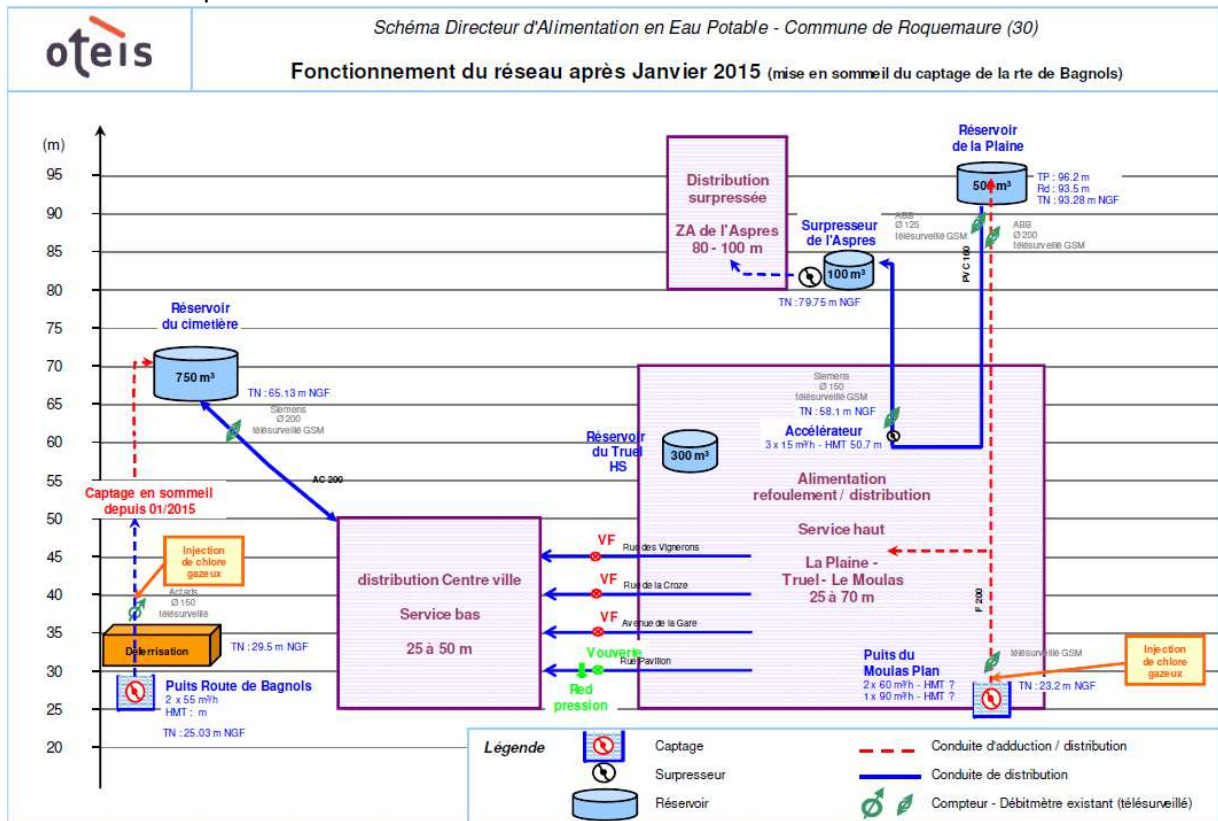 oteis
Schéma Directeur d'Alimentation en Eau Potable - Commune de Roquemaure (30)
Fonctionnement du réseau après Janvier 2015 (mise en sommeil du captage de la rte de Bagnols)
(m)
95
90
85
80
75
70
65
60
55
50
45
40
35
30
25
20
Réservoir
de la Plaine
500 m³
TP : 96.2 m
Rd : 93.5 m
TN : 93.28 m NGF
ABB
Ø 125
télésurveillé GSM
ABB
Ø 200
télésurveillé GSM
PVC 160
Distribution
surpressée
ZA de l'Aspres
80 - 100 m
Surpresseur
de l'Aspres
100 m³
TN : 79.75 m NGF
Réservoir
du cimetière
750 m³
TN : 65.13 m NGF
Siemens
Ø 200
télésurveillé GSM
AC 200
Captage en sommeil
depuis 01/2015
Injection
de chlore
gazeux
Actaris
Ø 150
télésurveillé
Déferrisation
TN : 29.5 m NGF
Puits Route de Bagnols
2 x 55 m³/h
HMT : m
TN : 25.03 m NGF
distribution Centre ville
Service bas
25 à 50 m
VF
Rue des Vignerons
Rue de la Croze
VF
Avenue de la Gare
V ouverte
Rue Pavillon
Red
pression
Réservoir
du Truel
HS
300 m³
Siemens
Ø 150
télésurveillé GSM
TN : 58.1 m NGF
Accélérateur
3 x 15 m³/h - HMT 50.7 m
Alimentation
refoulement / distribution
Service haut
La Plaine -
Truel - Le Moulas
25 à 70 m
F 200
télésurveillé GSM
Puits du
Moulas Plan
2 x 60 m³/h - HMT ?
1 x 90 m³/h - HMT ?
TN : 23,2 m NGF
Injection
de chlore
gazeux
Légende
Captage
Surpresseur
Réservoir
Conduite d'adduction / distribution
Conduite de distribution
Compteur - Débitmètre existant (télésurveillé)